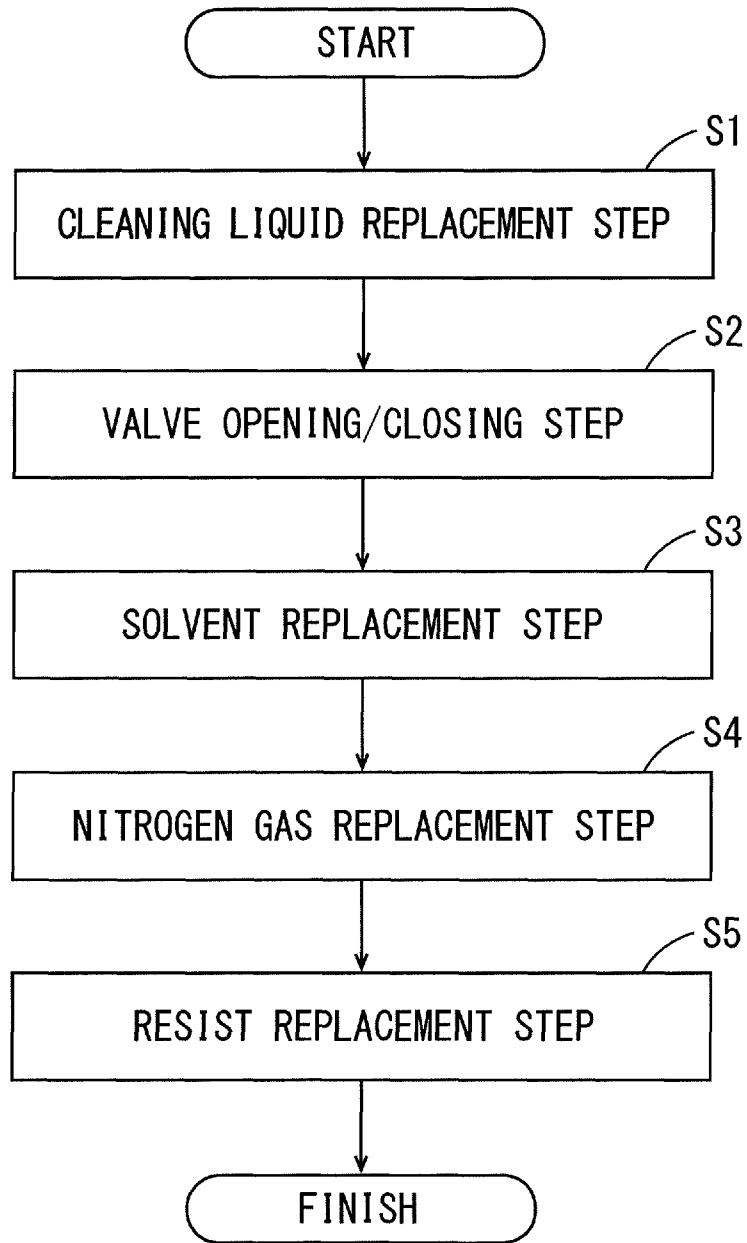 START
S1
CLEANING LIQUID REPLACEMENT STEP
S2
VALVE OPENING/CLOSING STEP
S3
SOLVENT REPLACEMENT STEP
S4
NITROGEN GAS REPLACEMENT STEP
S5
RESIST REPLACEMENT STEP
FINISH